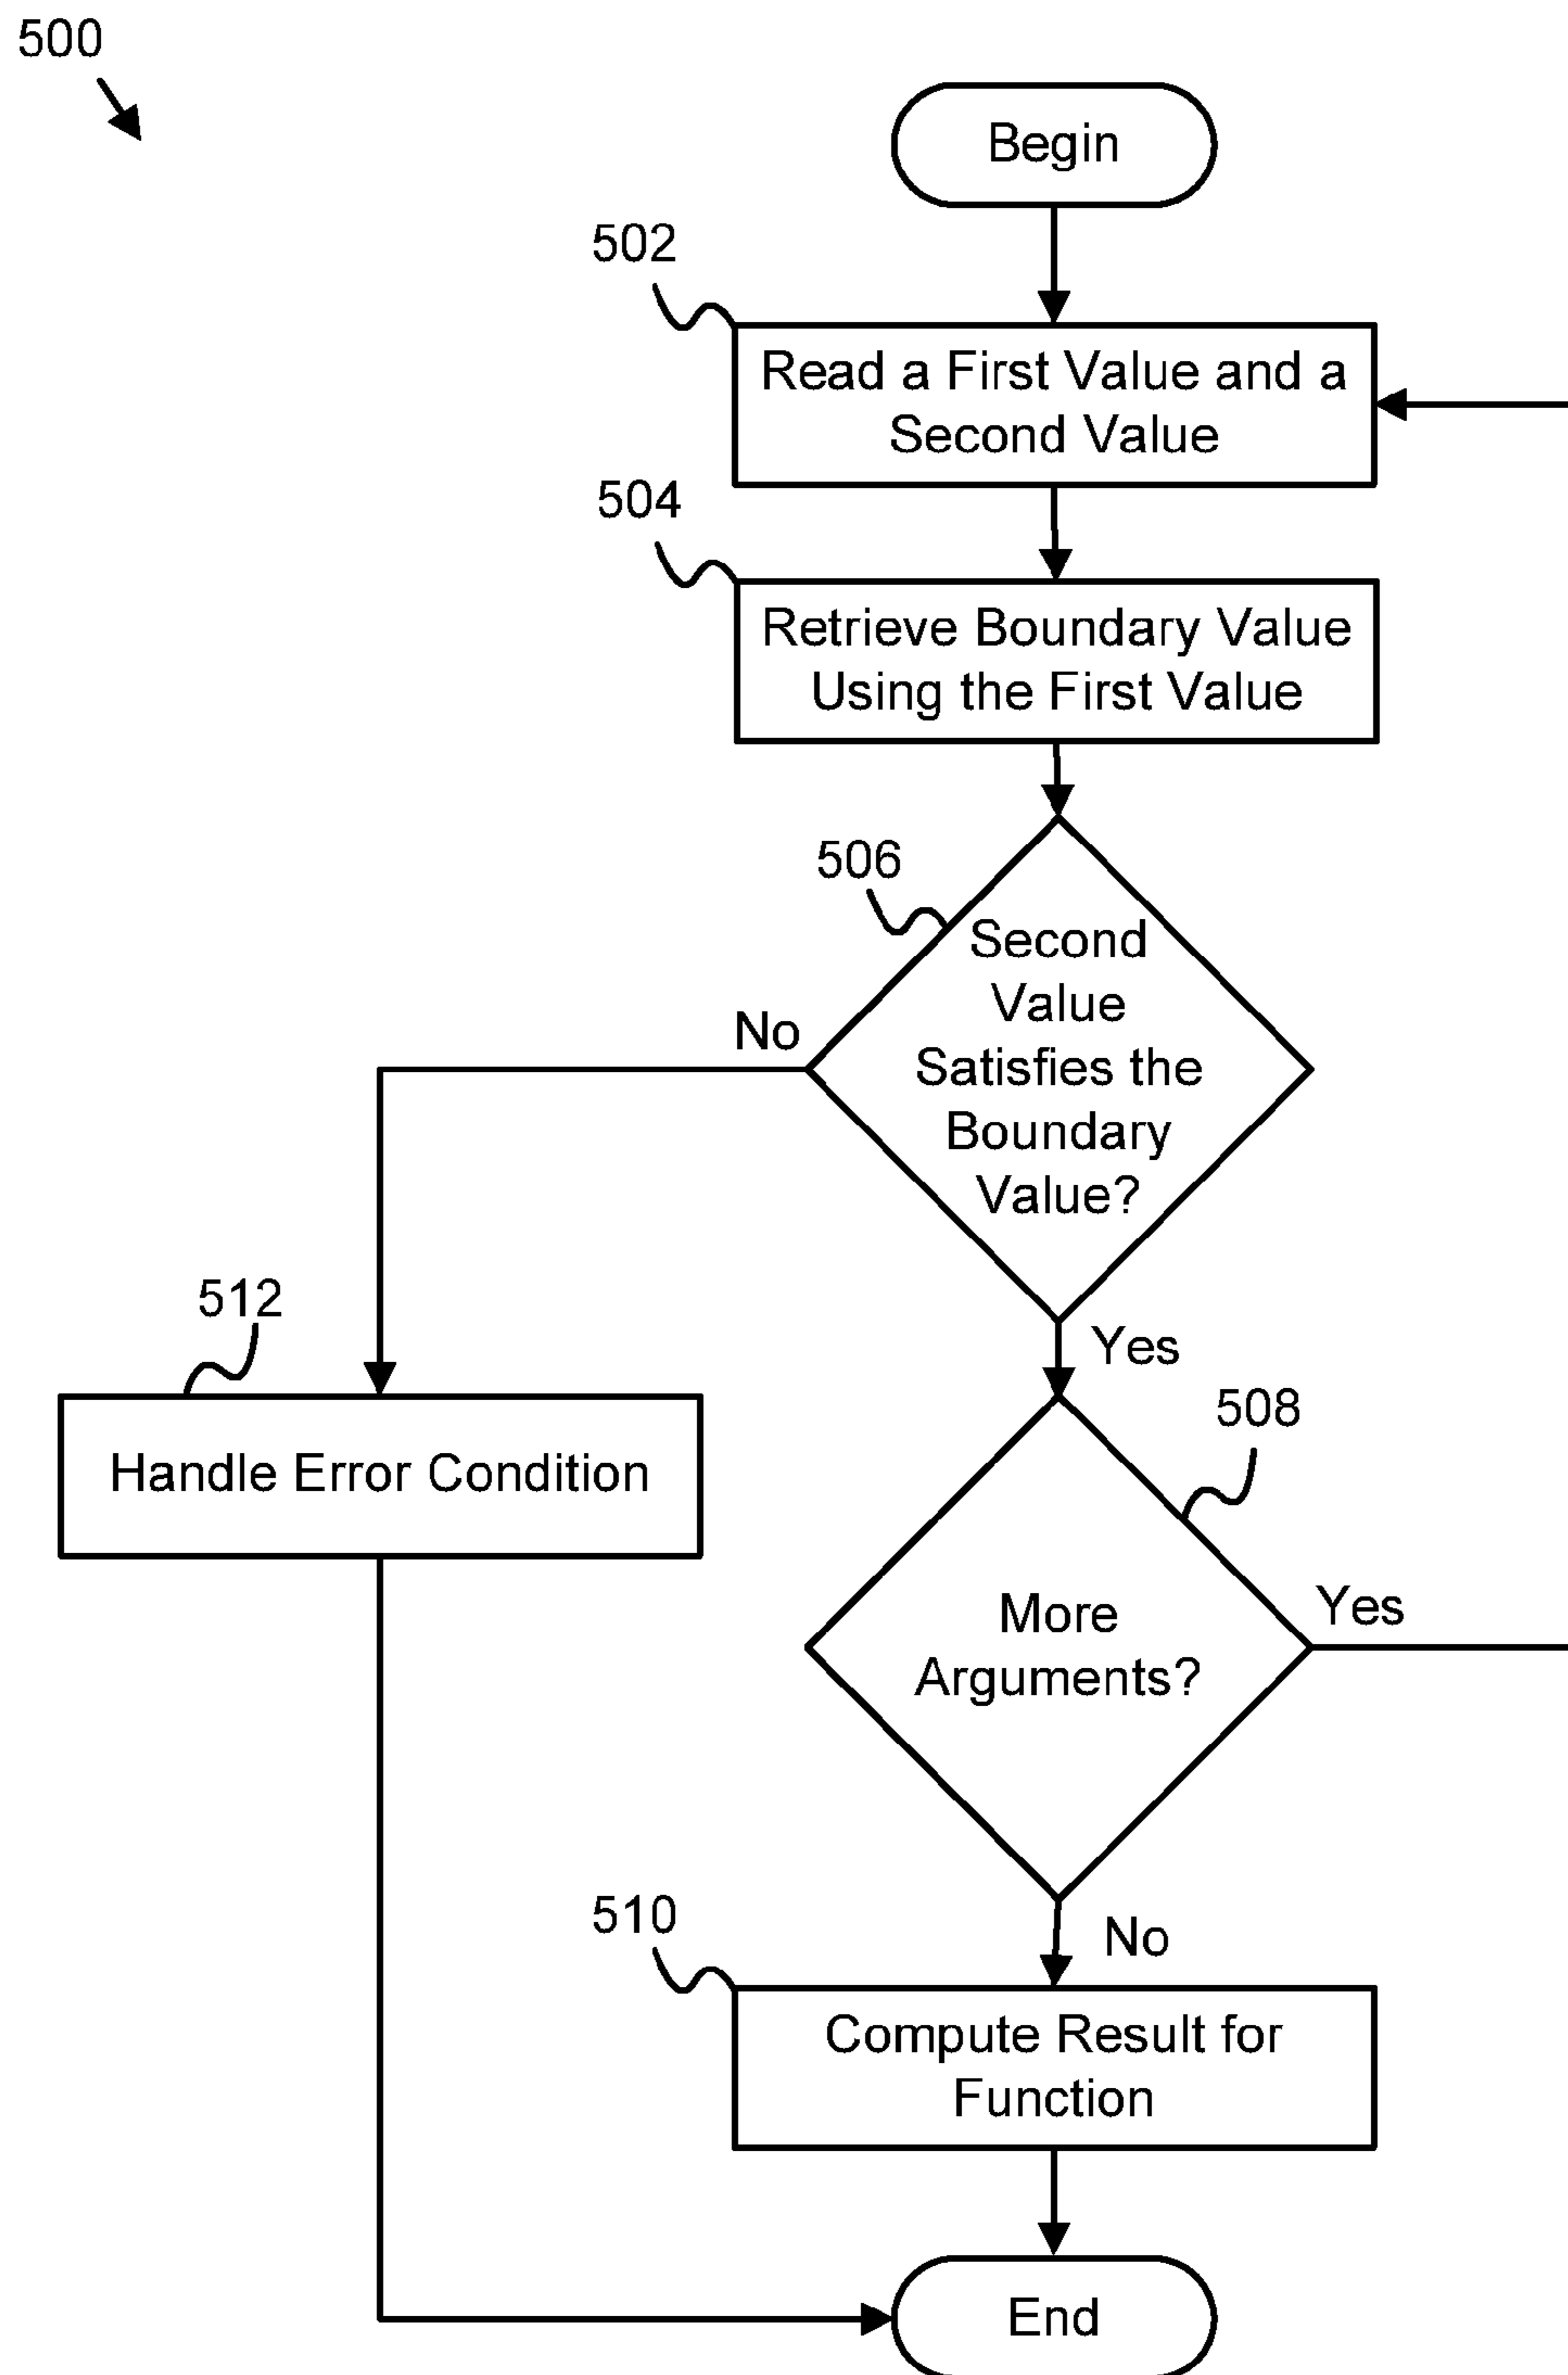 500
Begin
502
Read a First Value and a
Second Value
504
Retrieve Boundary Value
Using the First Value
506
Second
Value
Satisfies the
Boundary
Value?
No
Yes
512
Handle Error Condition
508
More
Arguments?
Yes
No
510
Compute Result for
Function
End